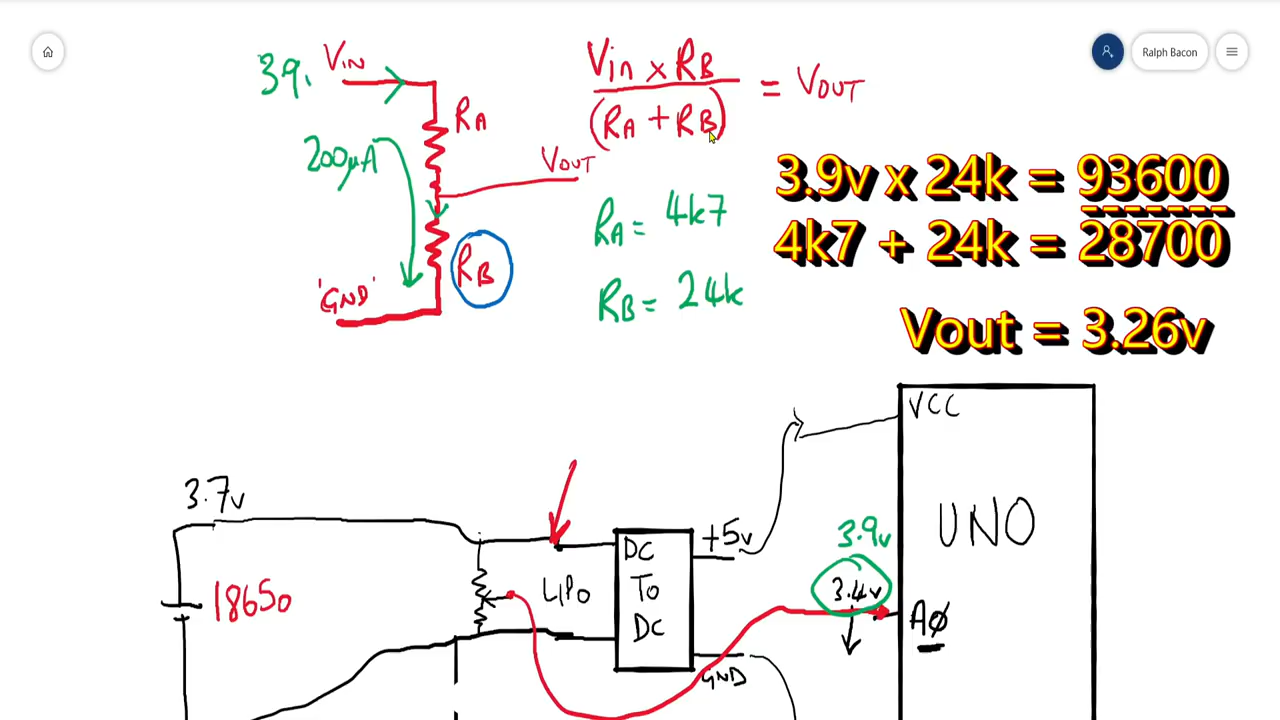 Ralph Bacon
39.
VIN
RA
200µA
VOUT
RB
'GND'
Vin x RB
(RA + RB)
= VOUT
RA = 4k7
RB = 24k
3.9v x 24k = 93600
4k7 + 24k = 28700
Vout = 3.26v
3.7v
18650
LIPO
DC
TO
DC
+5v
GND
3.9v
3.4v
VCC
UNO
AØ